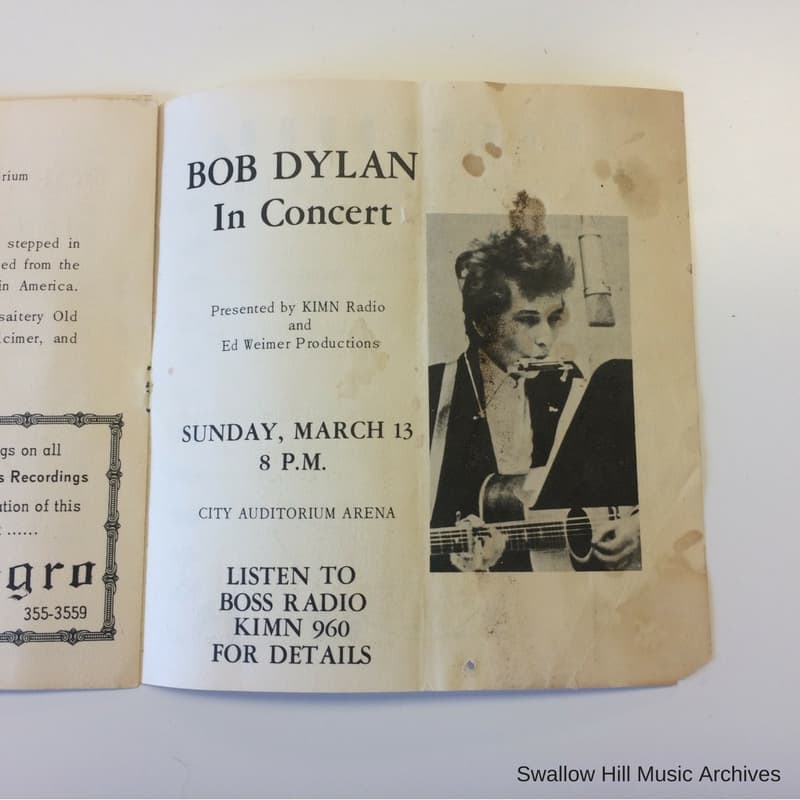 rium
stepped in
ed from the
in America.
saitery Old
lcimer, and
gs on all
s Recordings
ation of this
......
gro
355-3559
BOB DYLAN
In Concert
Presented by KIMN Radio
and
Ed Weimer Productions
SUNDAY, MARCH 13
8 P.M.
CITY AUDITORIUM ARENA
LISTEN TO
BOSS RADIO
KIMN 960
FOR DETAILS
Swallow Hill Music Archives